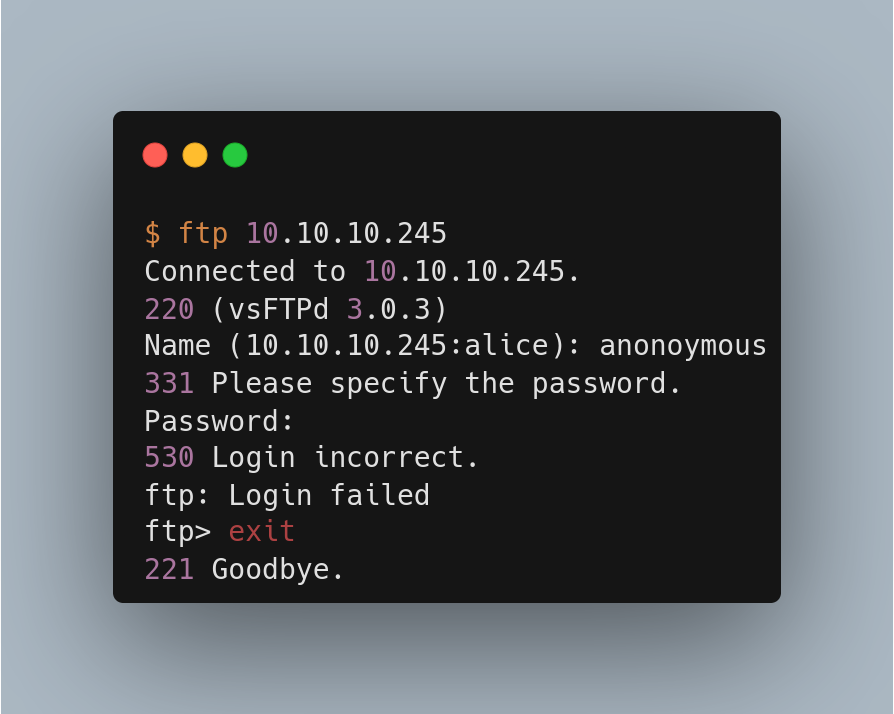 $ ftp 10.10.10.245
Connected to 10.10.10.245.
220 (vsFTPd 3.0.3)
Name (10.10.10.245:alice): anonoymous
331 Please specify the password.
Password:
530 Login incorrect.
ftp: Login failed
ftp> exit
221 Goodbye.